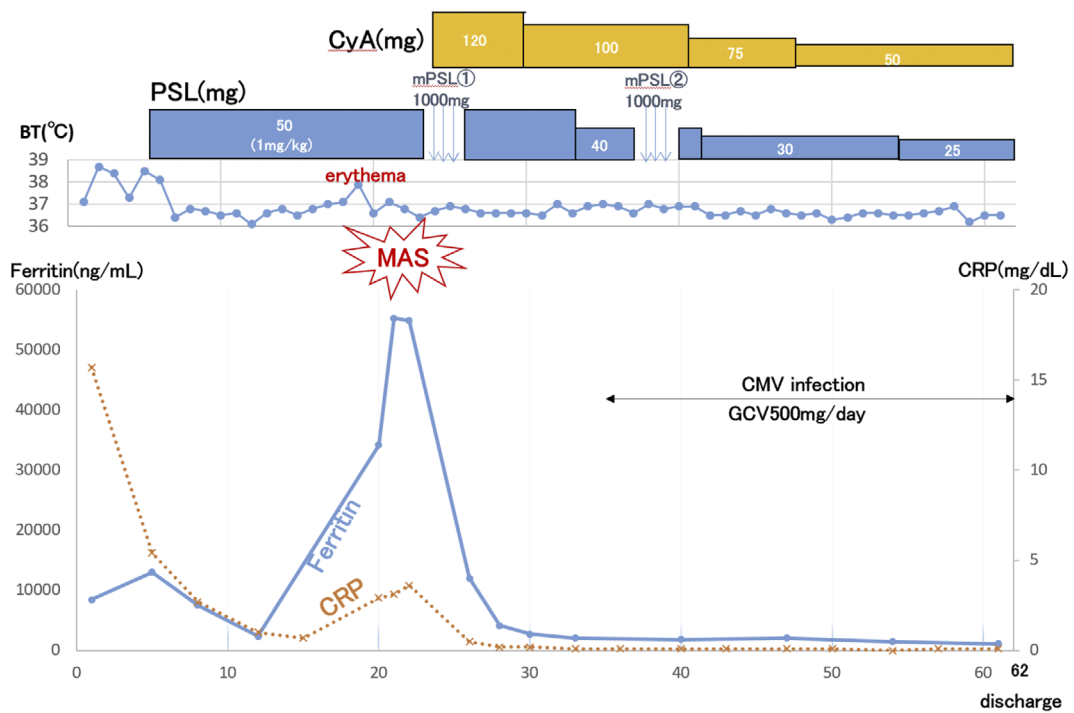 CyA(mg)
120
100
75
50
mPSL①
1000mg
mPSL②
1000mg
PSL(mg)
50
(1mg/kg)
40
30
25
BT(℃)
39
38
37
36
erythema
MAS
Ferritin(ng/mL)
CRP(mg/dL)
60000
50000
40000
30000
20000
10000
0
20
15
10
5
0
CMV infection
GCV500mg/day
Ferritin
CRP
0
10
20
30
40
50
60
62
discharge